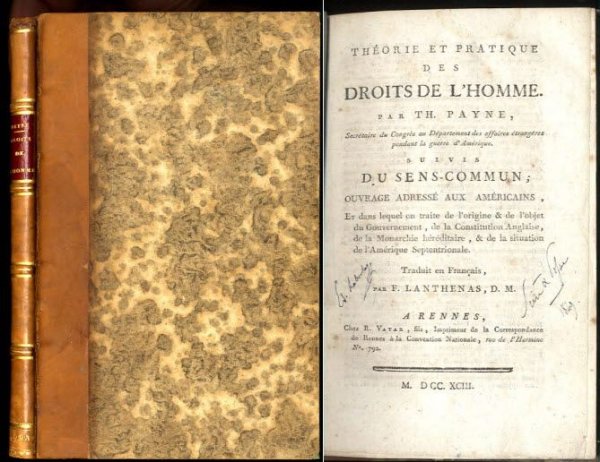 DROITS
DE
THÉORIE ET PRATIQUE
DES
DROITS DE L'HOMME.
PAR TH. PAYNE,
Secrétaire du Congrès au Département des affaires étrangères
pendant la guerre d'Amérique.
SUIVIS
DU SENS-COMMUN,
OUVRAGE ADRESSÉ AUX AMÉRICAINS,
Et dans lequel on traite de l'origine & de l'objet
du Gouvernement, de la Constitution Anglaise,
de la Monarchie héréditaire, & de la situation
de l'Amérique Septentrionale.
Traduit en Français,
PAR F. LANTHENAS, D. M.
A RENNES,
Chez R. VATAR, fils, Imprimeur de la Correspondance
de Rennes à la Convention Nationale, rue de l'Hermine
N°. 792.
M. DCC. XCIII.